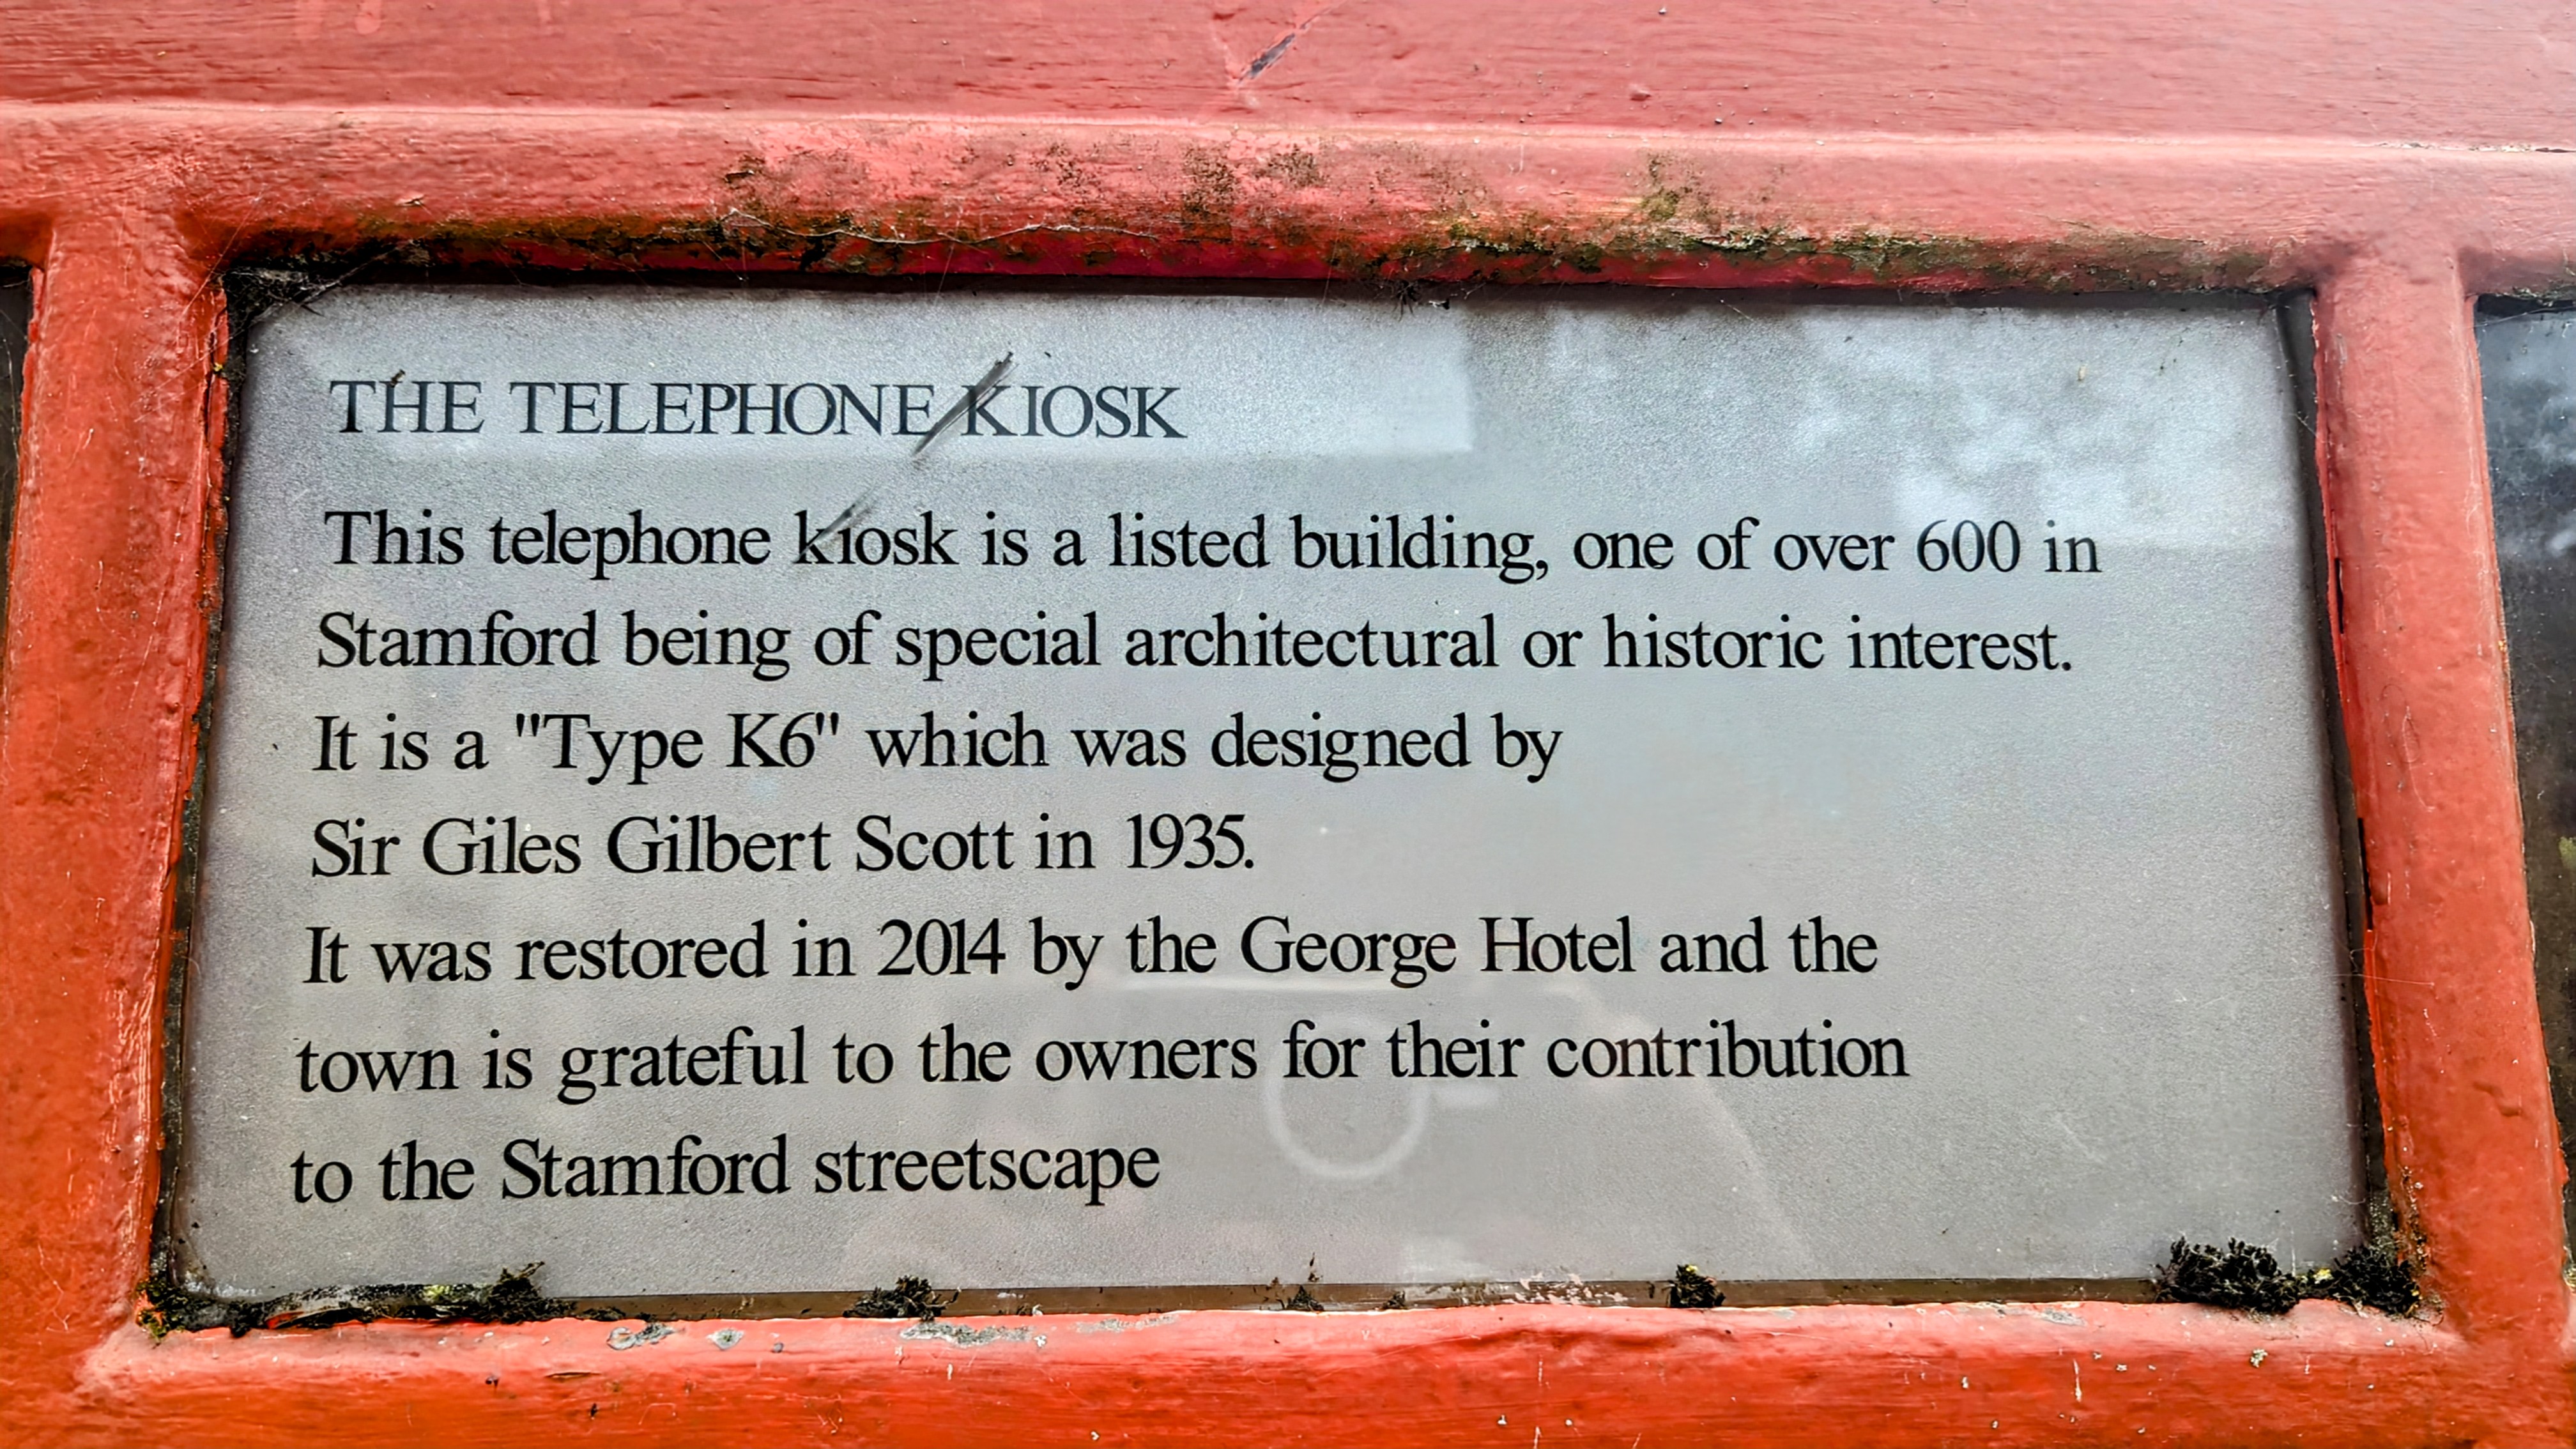 THE TELEPHONE KIOSK
This telephone kiosk is a listed building, one of over 600 in
Stamford being of special architectural or historic interest.
It is a "Type K6" which was designed by
Sir Giles Gilbert Scott in 1935.
It was restored in 2014 by the George Hotel and the
town is grateful to the owners for their contribution
to the Stamford streetscape